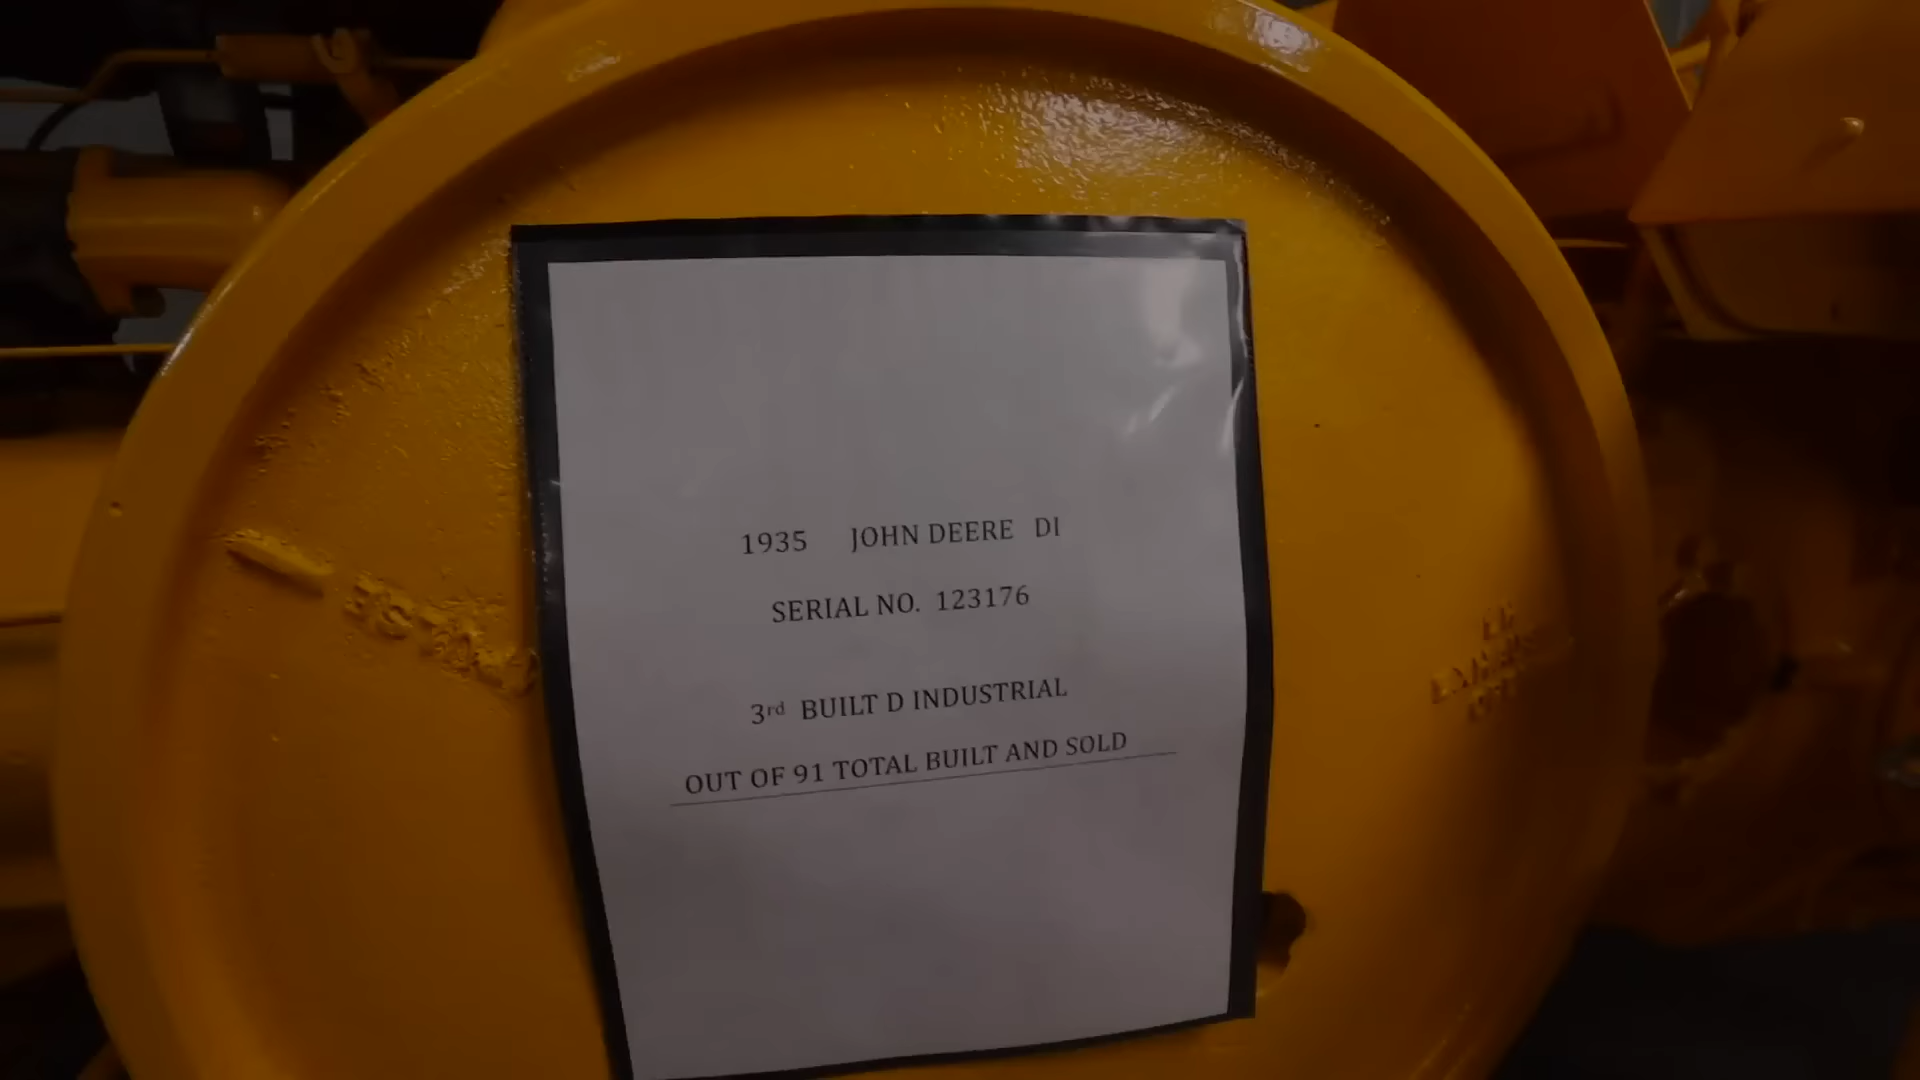 1935 JOHN DEERE DI
SERIAL NO. 123176
3rd BUILT D INDUSTRIAL
OUT OF 91 TOTAL BUILT AND SOLD